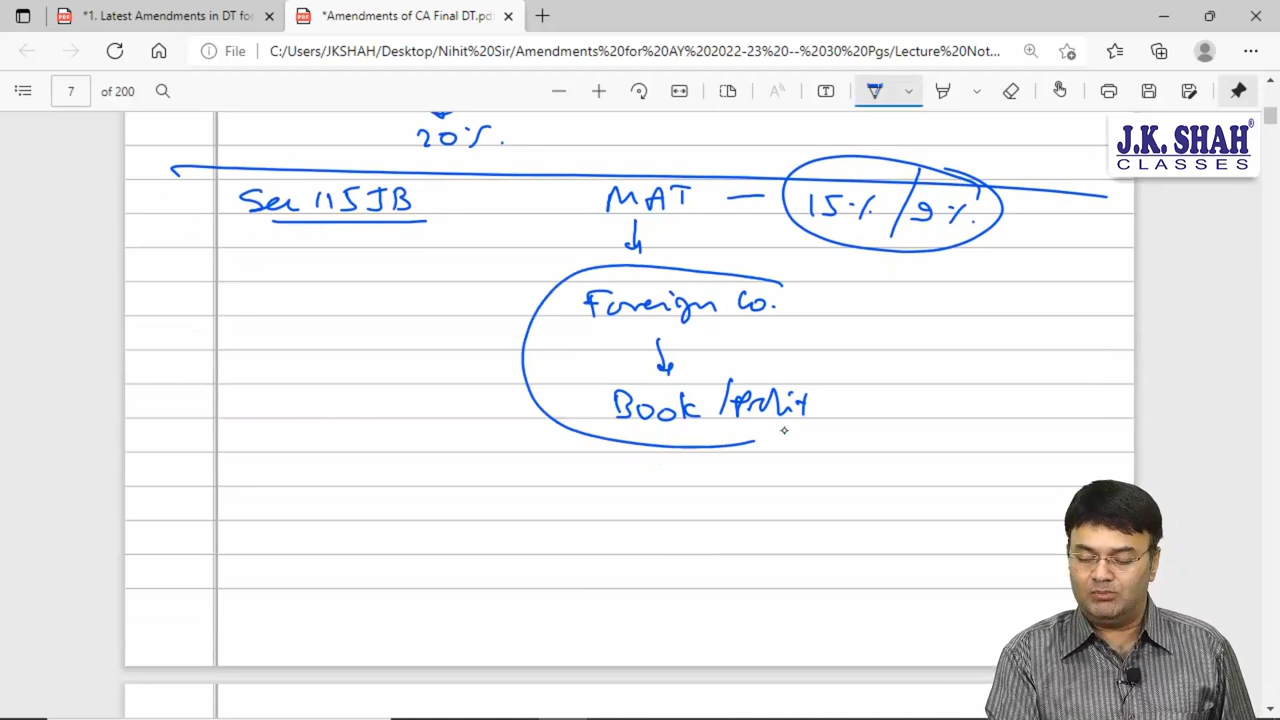 *1. Latest Amendments in DT for
*Amendments of CA Final DT.pdf
File
C:/Users/JKSHAH/Desktop/Nihit%20Sir/Amendments%20for%20AY%202022-23%20--%2030%20Pgs/Lecture%20Not...
7 of 200
J.K. SHAH®
CLASSES
20%.
Sec 115JB MAT — 15% / 9%.
Foreign Co.
Book / Profit